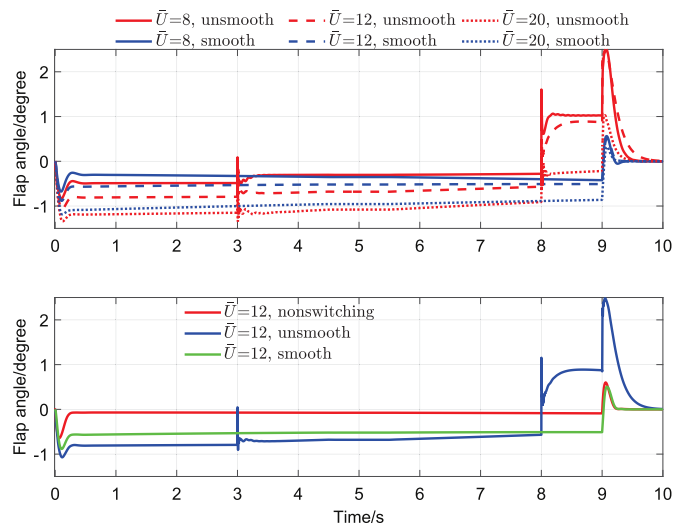 Ū=8, unsmooth Ū=12, unsmooth Ū=20, unsmooth
Ū=8, smooth Ū=12, smooth Ū=20, smooth
Flap angle/degree
2
1
0
-1
0 1 2 3 4 5 6 7 8 9 10
Ū=12, nonswitching
Ū=12, unsmooth
Ū=12, smooth
Flap angle/degree
2
1
0
-1
0 1 2 3 4 5 6 7 8 9 10
Time/s